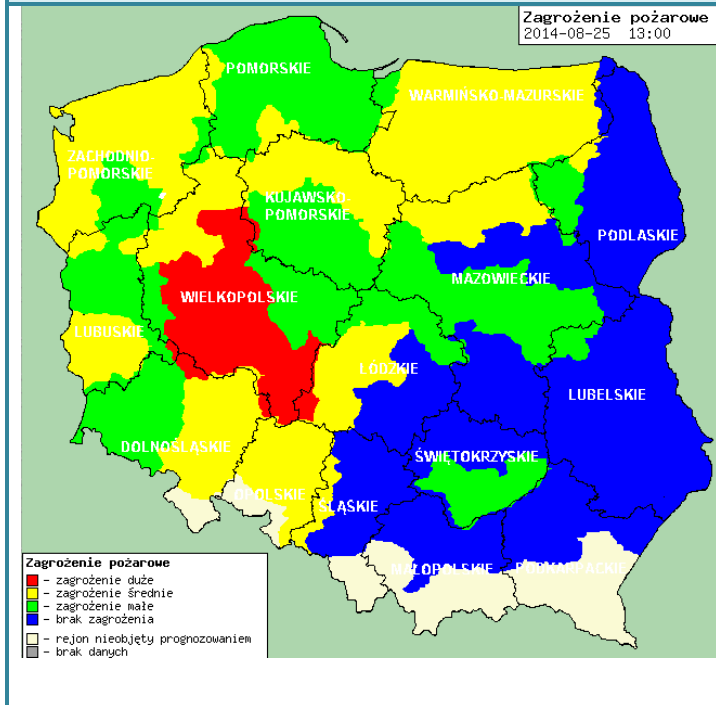 Zagrożenie pożarowe
2014-08-25 13:00
POMORSKIE
WARMIŃSKO-MAZURSKIE
ZACHODNIO-
POMORSKIE
KUJAWSKO-
POMORSKIE
PODLASKIE
MAZOWIECKIE
WIELKOPOLSKIE
LUBUSKIE
ŁÓDZKIE
LUBELSKIE
DOLNOŚLĄSKIE
ŚWIĘTOKRZYSKIE
OPOLSKIE
ŚLĄSKIE
MAŁOPOLSKIE
PODKARPACKIE
Zagrożenie pożarowe
- zagrożenie duże
- zagrożenie średnie
- zagrożenie małe
- brak zagrożenia
- rejon nieobjęty prognozowaniem
- brak danych